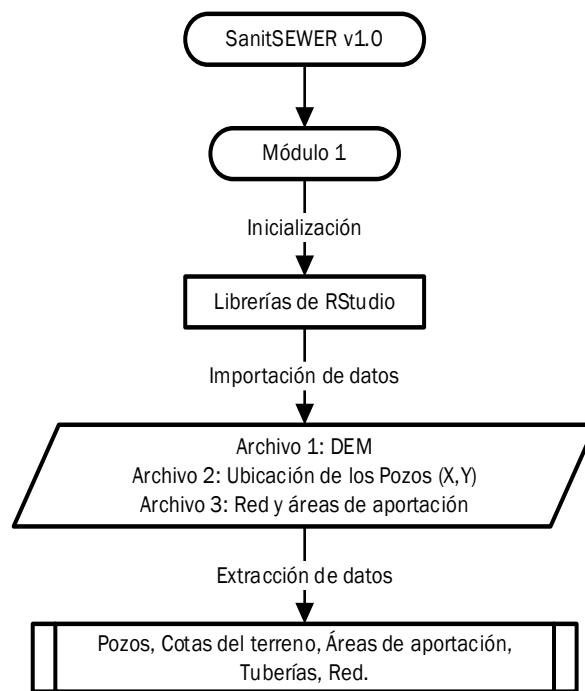 SanitSEWER v1.0
Módulo 1
Inicialización
Librerías de RStudio
Importación de datos
Archivo 1: DEM
Archivo 2: Ubicación de los Pozos (X,Y)
Archivo 3: Red y áreas de aportación
Extracción de datos
Pozos, Cotas del terreno, Áreas de aportación,
Tuberías, Red.